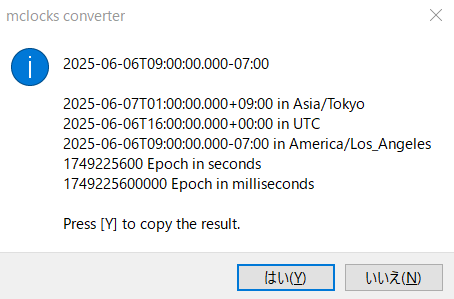 mclocks converter
2025-06-06T09:00:00.000-07:00
2025-06-07T01:00:00.000+09:00 in Asia/Tokyo
2025-06-06T16:00:00.000+00:00 in UTC
2025-06-06T09:00:00.000-07:00 in America/Los_Angeles
1749225600 Epoch in seconds
1749225600000 Epoch in milliseconds
Press [Y] to copy the result.
はい(Y) いいえ(N)